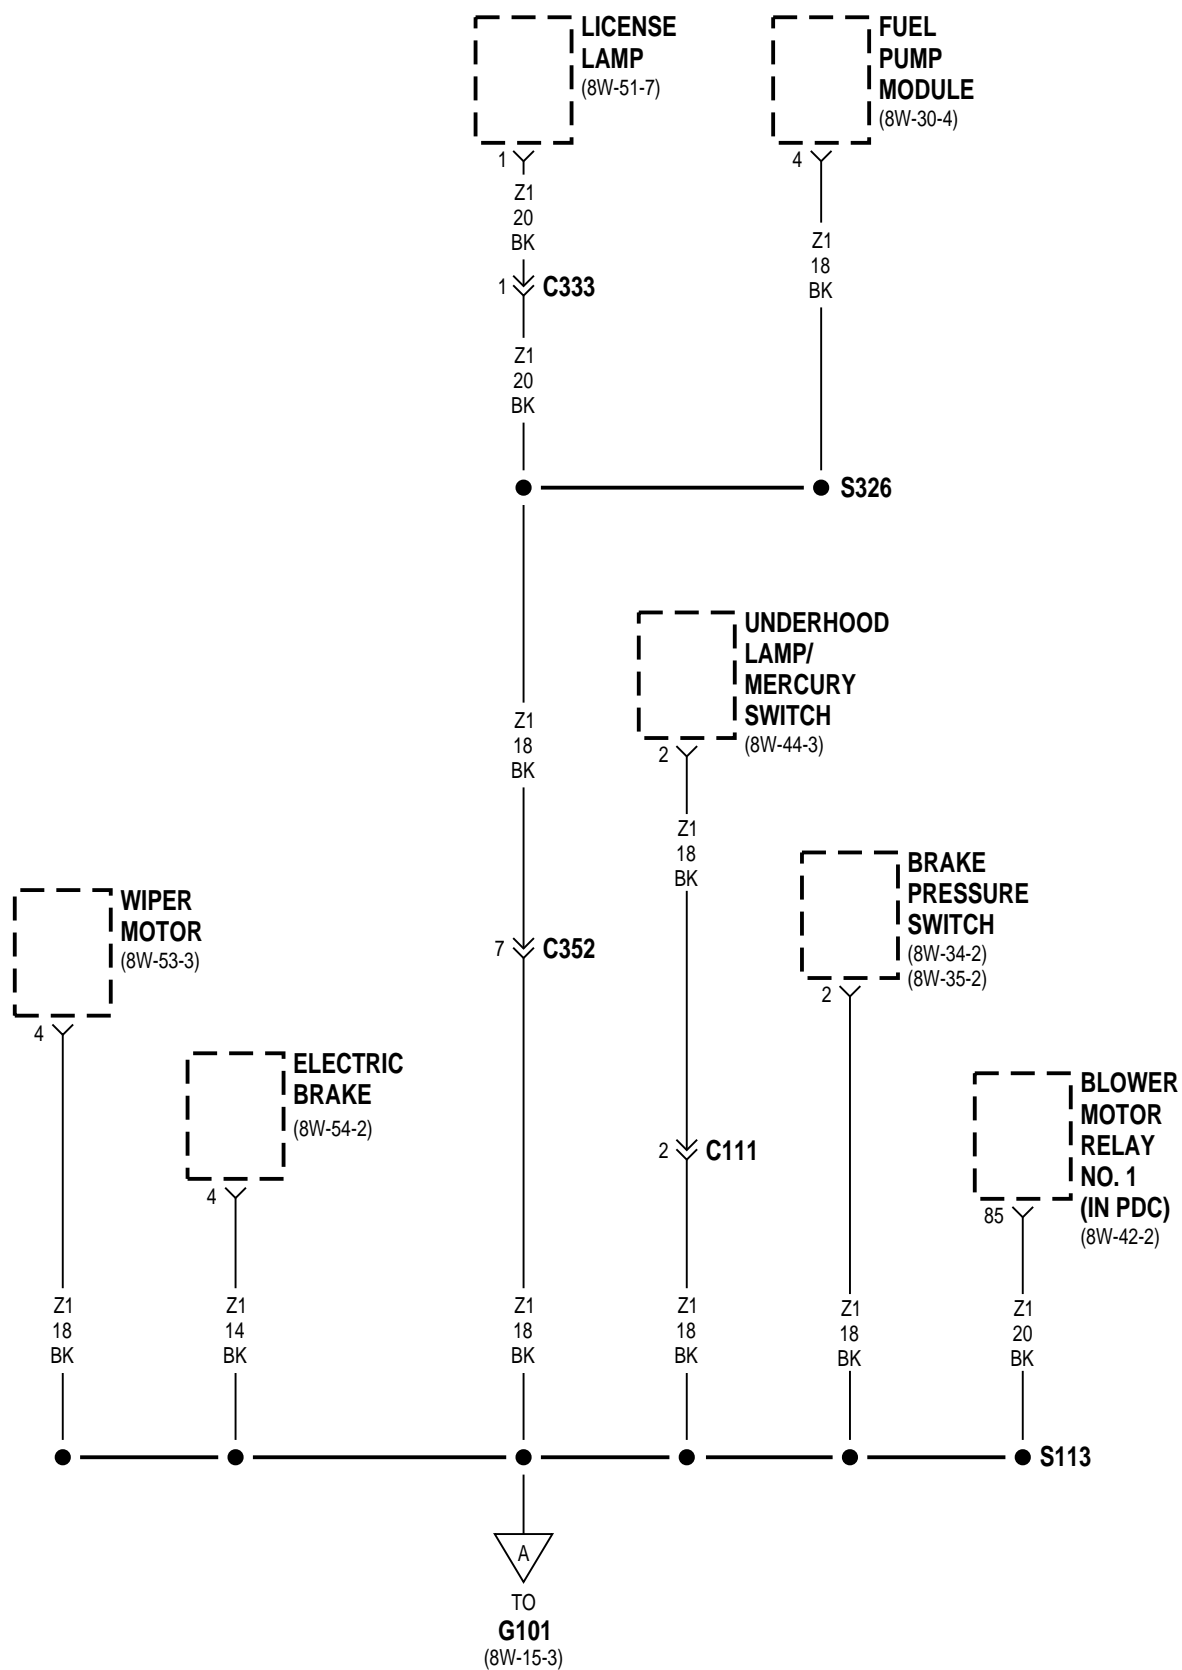 LICENSE
LAMP
(8W-51-7)
FUEL
PUMP
MODULE
(8W-30-4)
1
4
Z1
20
BK
Z1
18
BK
1
C333
Z1
20
BK
S326
UNDERHOOD
LAMP/
MERCURY
SWITCH
(8W-44-3)
Z1
18
BK
2
Z1
18
BK
BRAKE
PRESSURE
SWITCH
(8W-34-2)
(8W-35-2)
WIPER
MOTOR
(8W-53-3)
7
C352
2
4
ELECTRIC
BRAKE
(8W-54-2)
BLOWER
MOTOR
RELAY
NO. 1
(IN PDC)
(8W-42-2)
2
C111
4
85
Z1
18
BK
Z1
14
BK
Z1
18
BK
Z1
18
BK
Z1
18
BK
Z1
20
BK
S113
A
TO
G101
(8W-15-3)